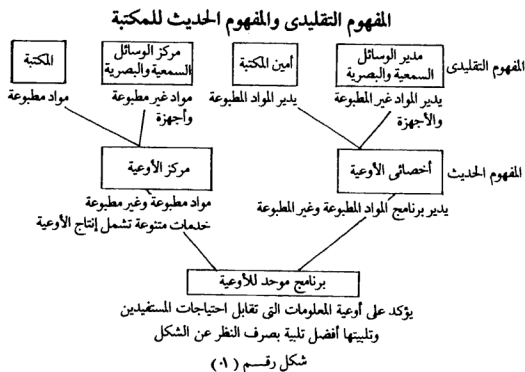 المفهوم التقليدى والمفهوم الحديث للمكتبة
المفهوم التقليدى
مدير الوسائل
السمعية والبصرية
أمين المكتبة
مركز الوسائل
السمعية والبصرية
المكتبة
يدير المواد غير المطبوعة
والأجهزة
يدير المواد المطبوعة
مواد غير مطبوعة
وأجهزة
مواد مطبوعة
المفهوم الحديث
أخصائى الأوعية
مركز الأوعية
يدير برنامج المواد المطبوعة وغير المطبوعة
مواد مطبوعة وغير مطبوعة
خدمات متنوعة تشمل إنتاج الأوعية
برنامج موحد للأوعية
يؤكد على أوعية المعلومات التى تقابل احتياجات المستفيدين
وتلبيتها أفضل تلبية بصرف النظر عن الشكل
شكل رقم (٠١)